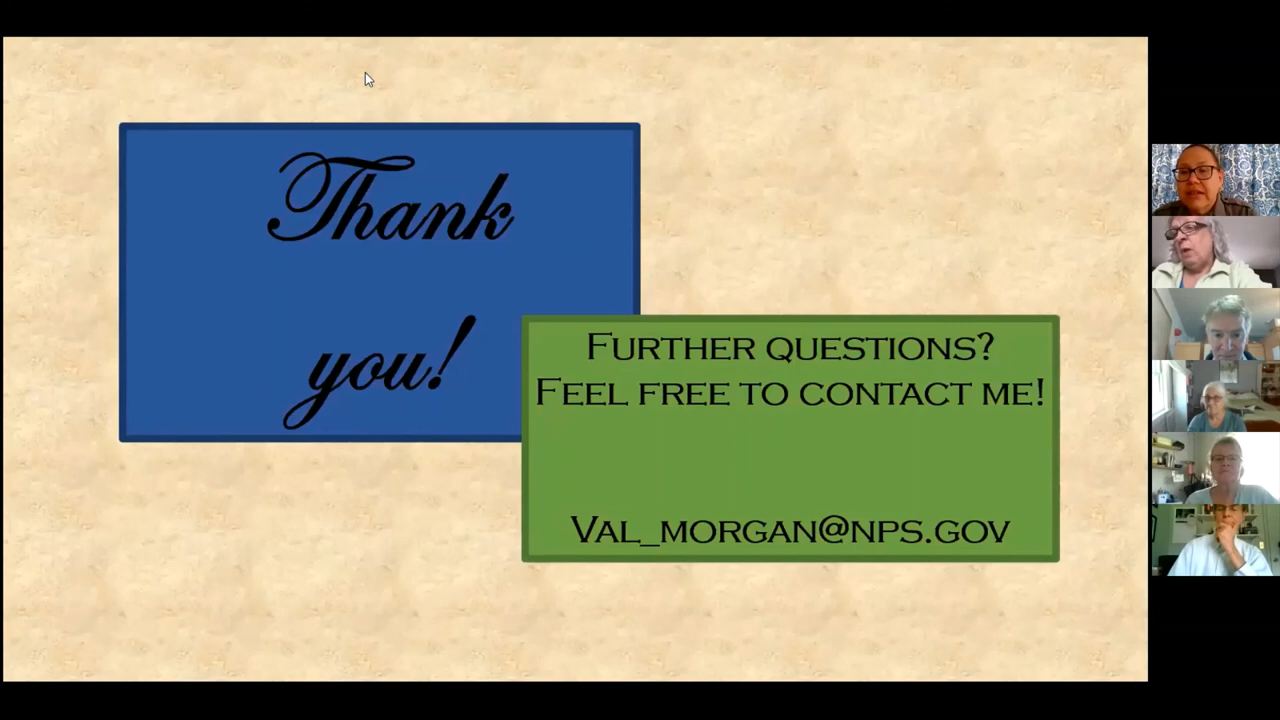 Thank
you!
FURTHER QUESTIONS?
FEEL FREE TO CONTACT ME!
VAL_MORGAN@NPS.GOV